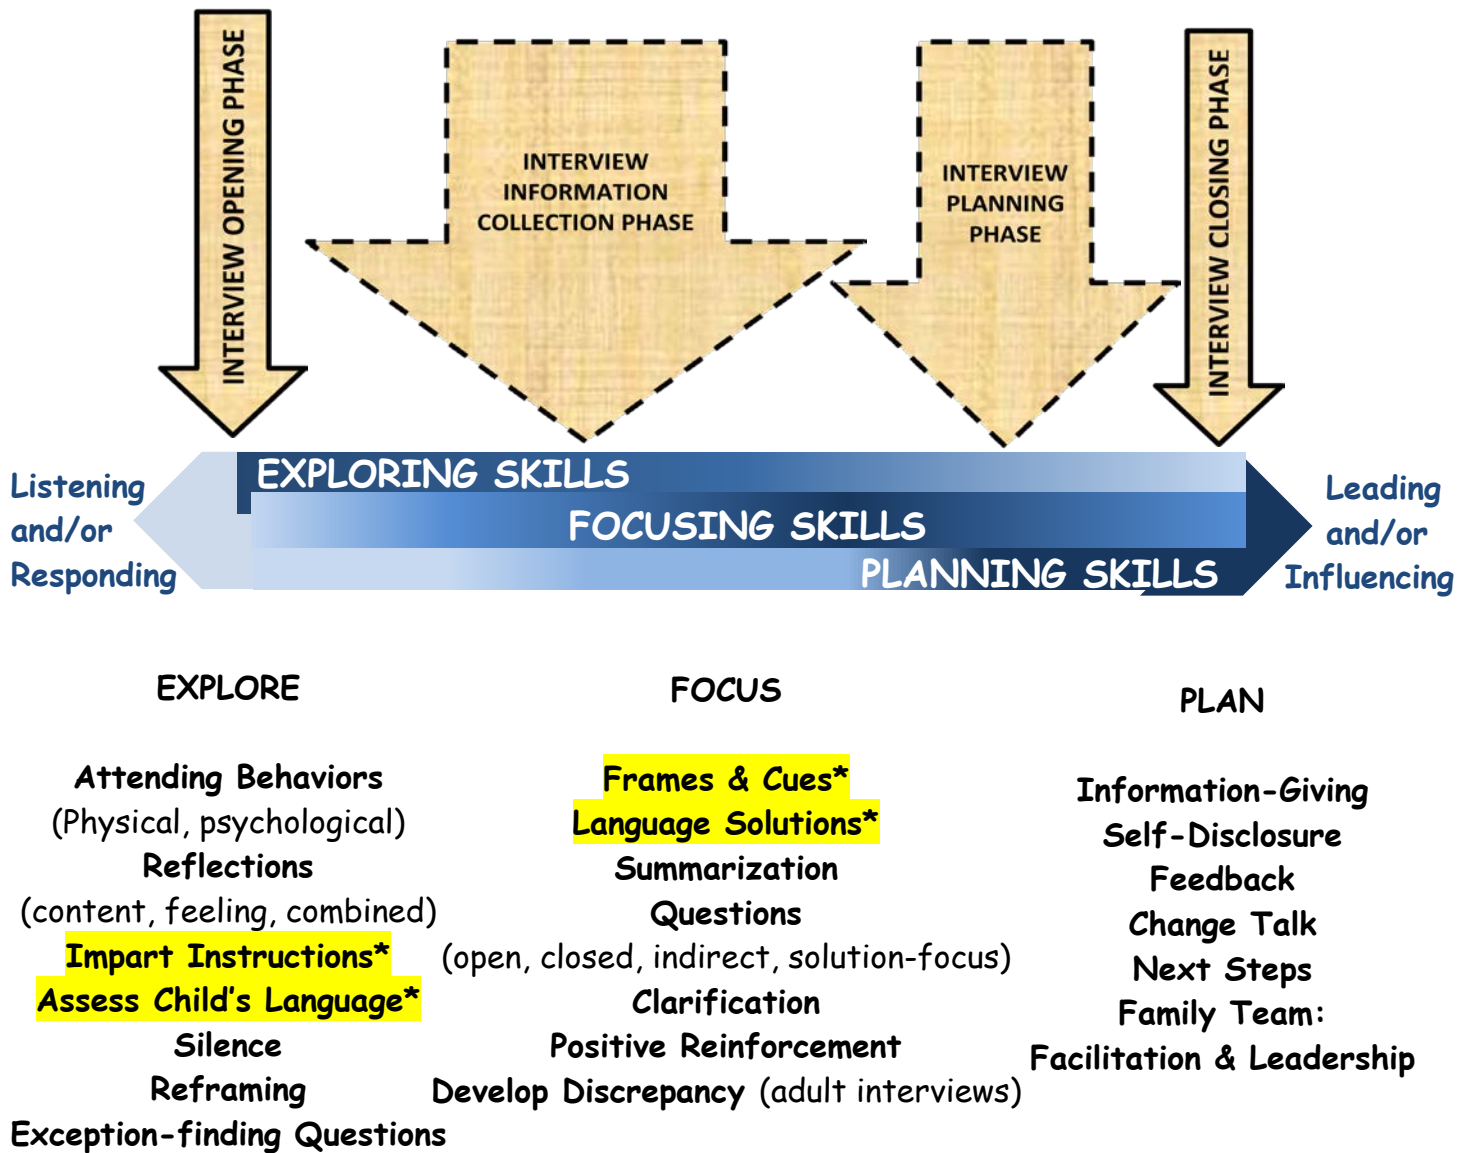 INTERVIEW OPENING PHASE
INTERVIEW
INFORMATION
COLLECTION PHASE
INTERVIEW
PLANNING
PHASE
INTERVIEW CLOSING PHASE
Listening
and/or
Responding
EXPLORING SKILLS
FOCUSING SKILLS
PLANNING SKILLS
Leading
and/or
Influencing
EXPLORE
Attending Behaviors
(Physical, psychological)
Reflections
(content, feeling, combined)
Impart Instructions*
Assess Child’s Language*
Silence
Reframing
Exception-finding Questions
FOCUS
Frames & Cues*
Language Solutions*
Summarization
Questions
(open, closed, indirect, solution-focus)
Clarification
Positive Reinforcement
Develop Discrepancy (adult interviews)
PLAN
Information-Giving
Self-Disclosure
Feedback
Change Talk
Next Steps
Family Team:
Facilitation & Leadership